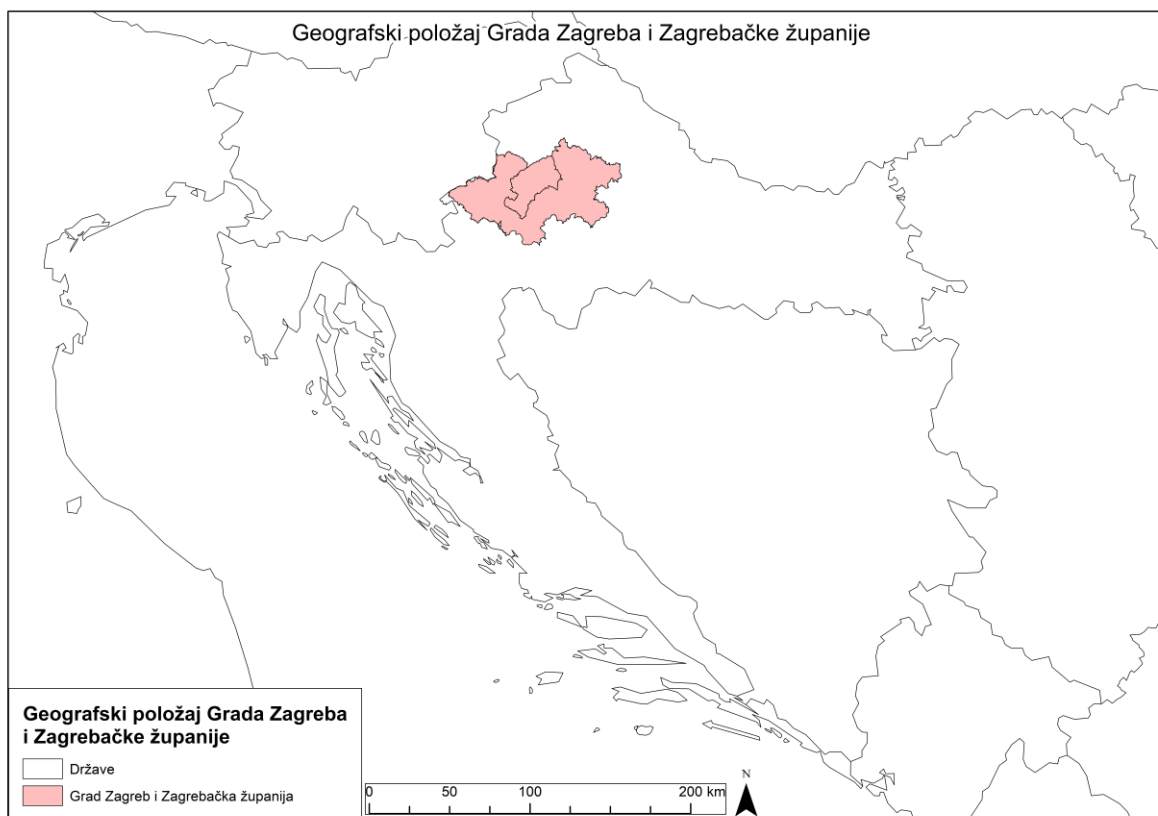 Geografski položaj Grada Zagreba i Zagrebačke županije
Geografski položaj Grada Zagreba
i Zagrebačke županije
Države
Grad Zagreb i Zagrebačka županija
0 50 100 200 km
N